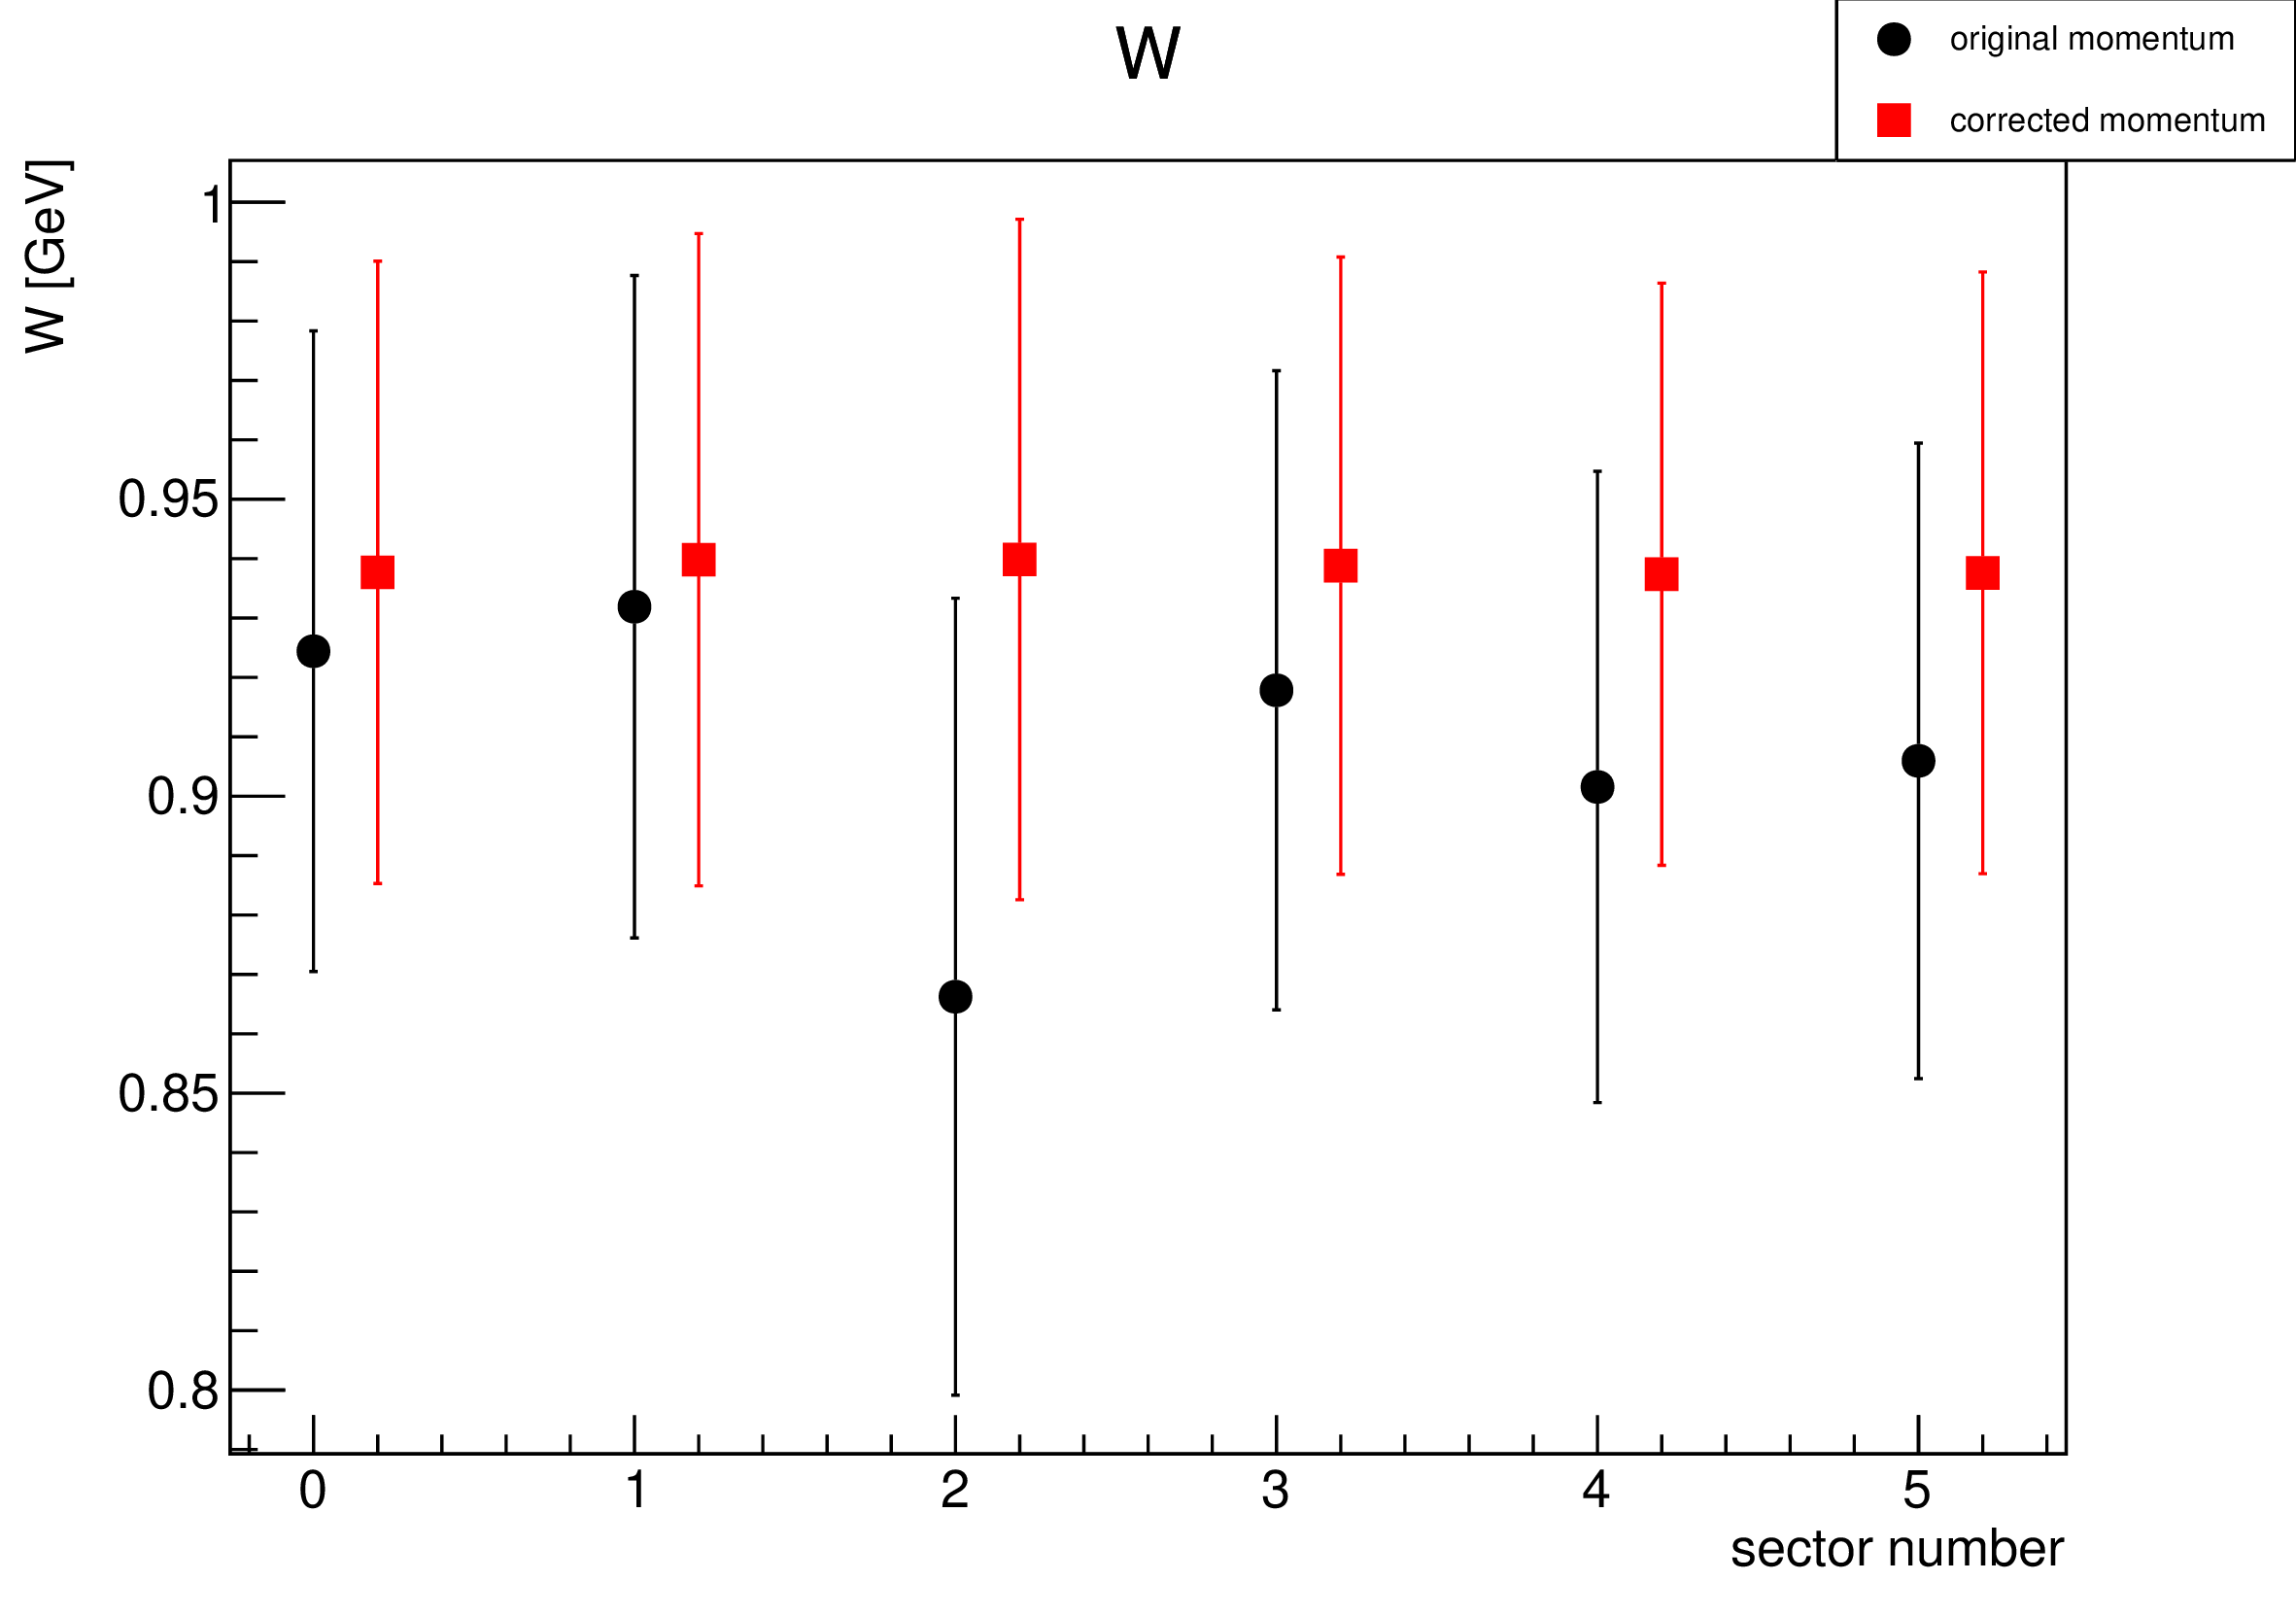 W
original momentum
corrected momentum
W [GeV]
1
0.95
0.9
0.85
0.8
0 1 2 3 4 5
sector number